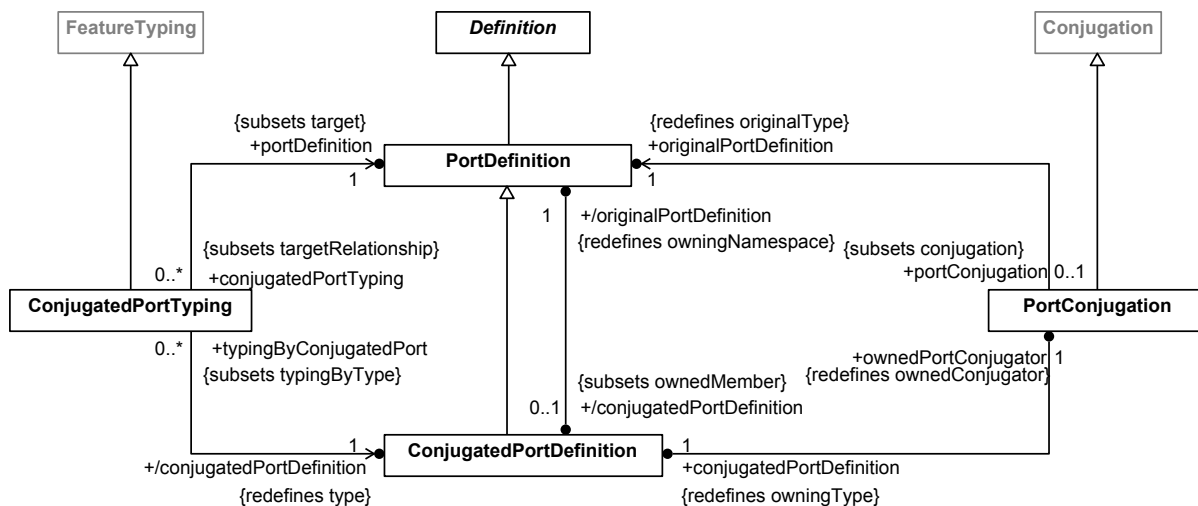 FeatureTyping
Definition
Conjugation
{subsets target}
+portDefinition
1
PortDefinition
{redefines originalType}
+originalPortDefinition
1
1
+/originalPortDefinition
{redefines owningNamespace}
{subsets targetRelationship}
0..*
+conjugatedPortTyping
{subsets conjugation}
+portConjugation
0..1
ConjugatedPortTyping
PortConjugation
0..*
+typingByConjugatedPort
{subsets typingByType}
+ownedPortConjugator
1
{redefines ownedConjugator}
{subsets ownedMember}
0..1
+/conjugatedPortDefinition
1
+/conjugatedPortDefinition
{redefines type}
ConjugatedPortDefinition
1
+conjugatedPortDefinition
{redefines owningType}